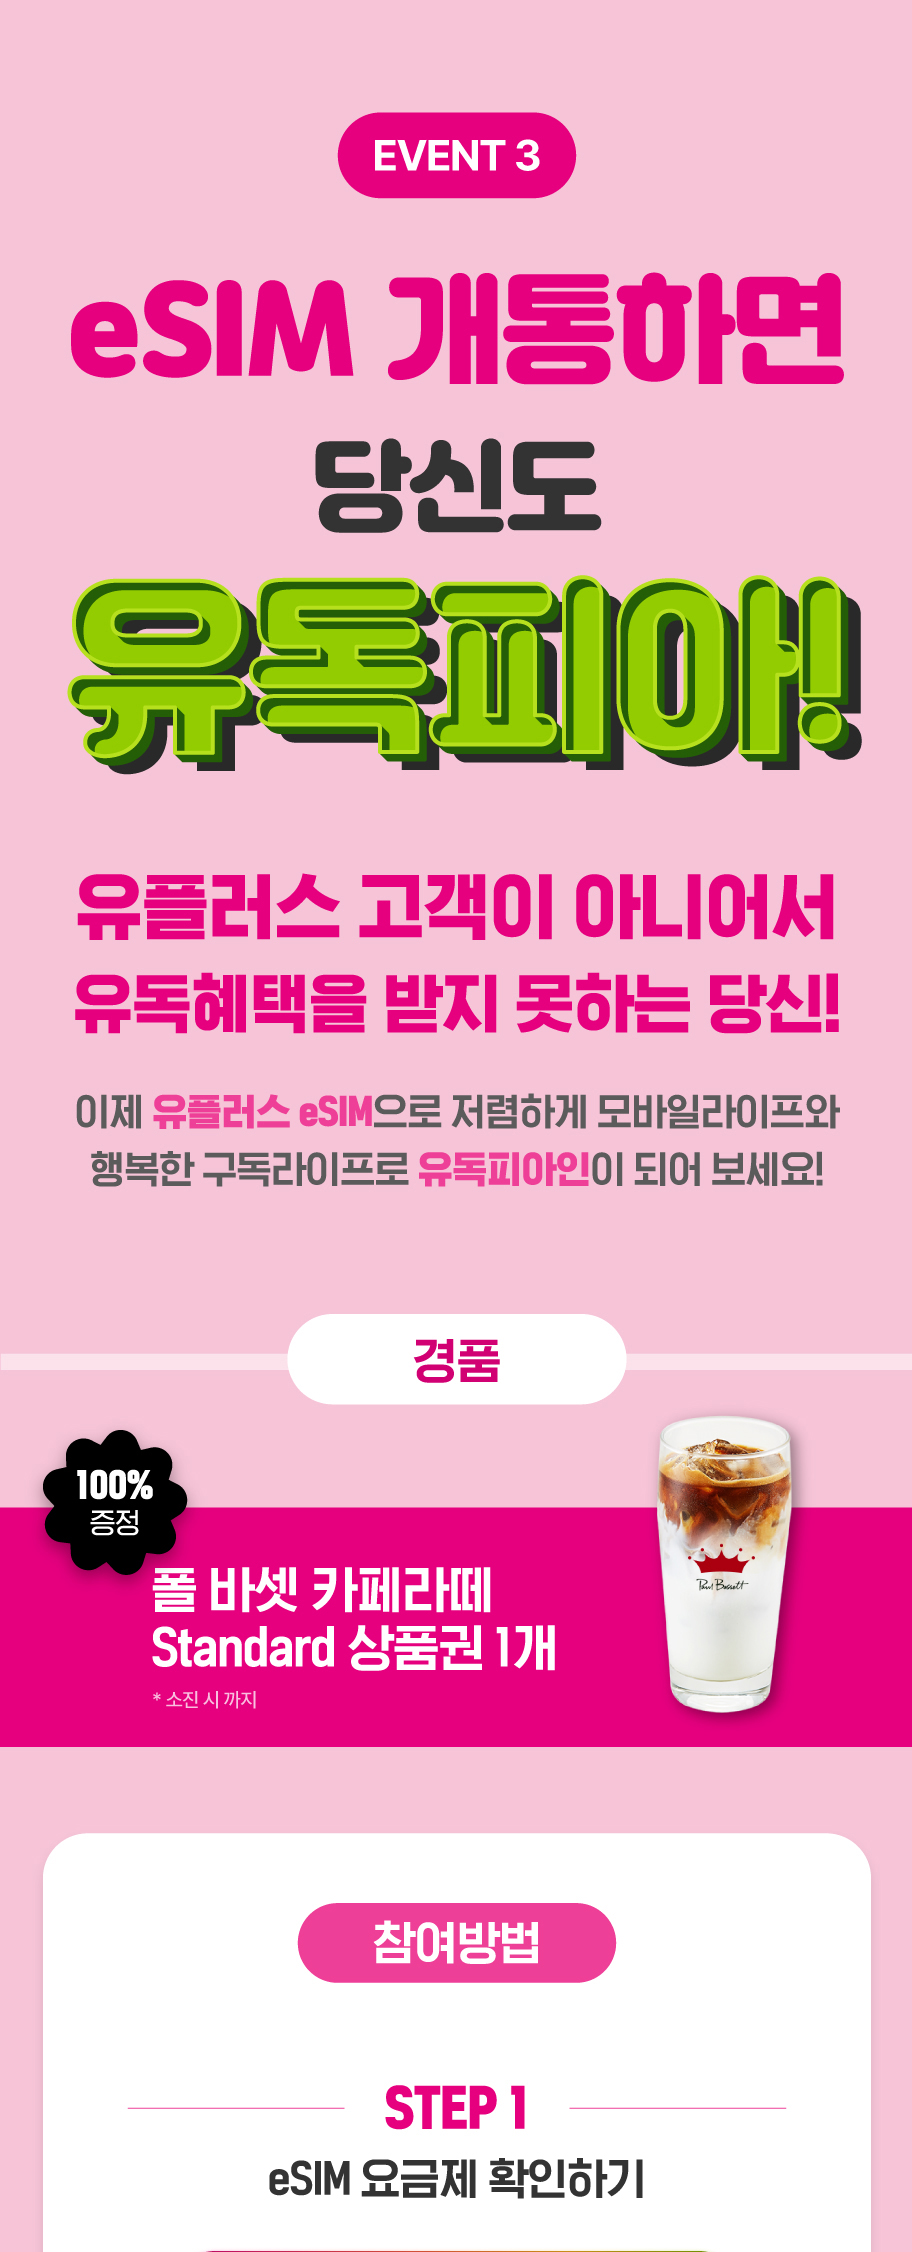 EVENT 3
eSIM 개통하면
당신도
유독피아!
유플러스 고객이 아니어서
유독혜택을 받지 못하는 당신!
이제 유플러스 eSIM으로 저렴하게 모바일라이프와
행복한 구독라이프로 유독피아인이 되어 보세요!
경품
100%
증정
폴 바셋 카페라떼
Standard 상품권 1개
* 소진 시 까지
Paul Bassett
참여방법
STEP 1
eSIM 요금제 확인하기